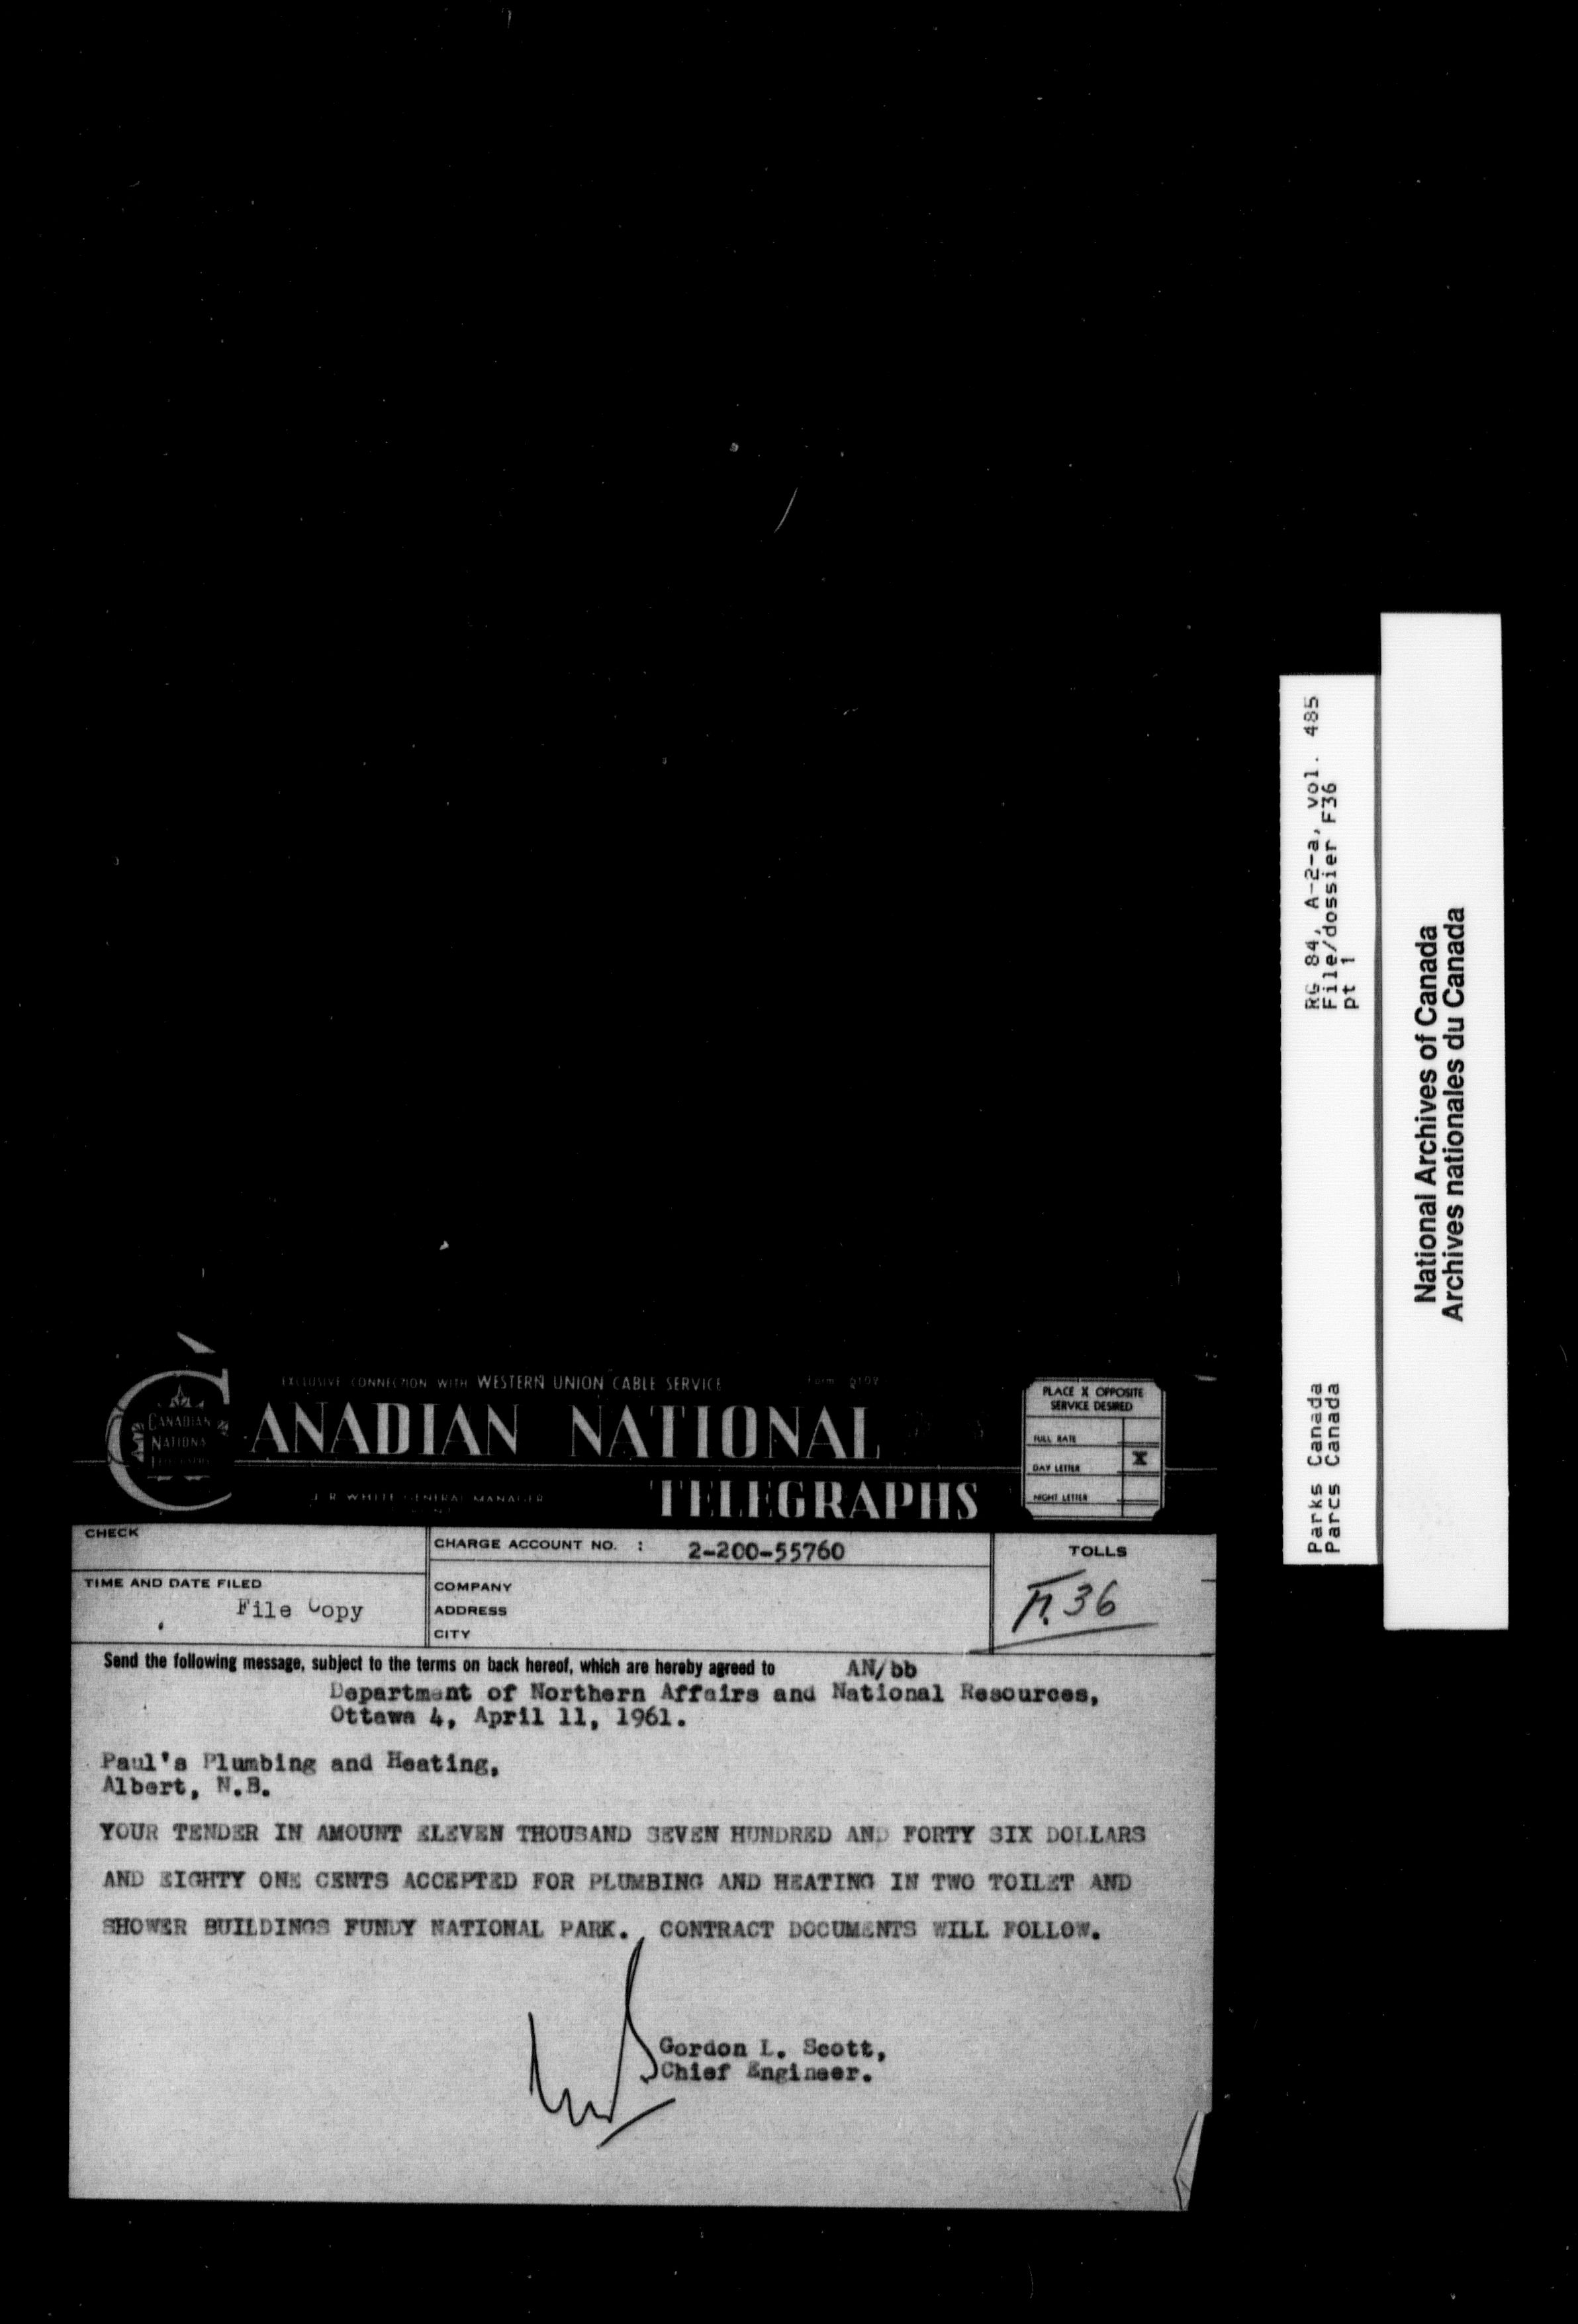 EXCLUSIVE CONNECTION WITH WESTERN UNION CABLE SERVICE
CANADIAN NATIONAL
TELEGRAPHS
CANADIAN
NATIONAL
J. R. WHITE GENERAL MANAGER
PLACE X OPPOSITE
SERVICE DESIRED
FULL RATE
DAY LETTER X
NIGHT LETTER
CHECK
CHARGE ACCOUNT NO. : 2-200-55760
TOLLS
TIME AND DATE FILED
File Copy
COMPANY
ADDRESS
CITY
F.36
Send the following message, subject to the terms on back hereof, which are hereby agreed to AN/bb
Department of Northern Affairs and National Resources,
Ottawa 4, April 11, 1961.
Paul's Plumbing and Heating,
Albert, N.B.
YOUR TENDER IN AMOUNT ELEVEN THOUSAND SEVEN HUNDRED AND FORTY SIX DOLLARS
AND EIGHTY ONE CENTS ACCEPTED FOR PLUMBING AND HEATING IN TWO TOILET AND
SHOWER BUILDINGS FUNDY NATIONAL PARK. CONTRACT DOCUMENTS WILL FOLLOW.
Gordon L. Scott,
Chief Engineer.
Parks Canada RG 84, A-2-a, vol. 485
Parcs Canada File/dossier F36
pt 1
National Archives of Canada
Archives nationales du Canada